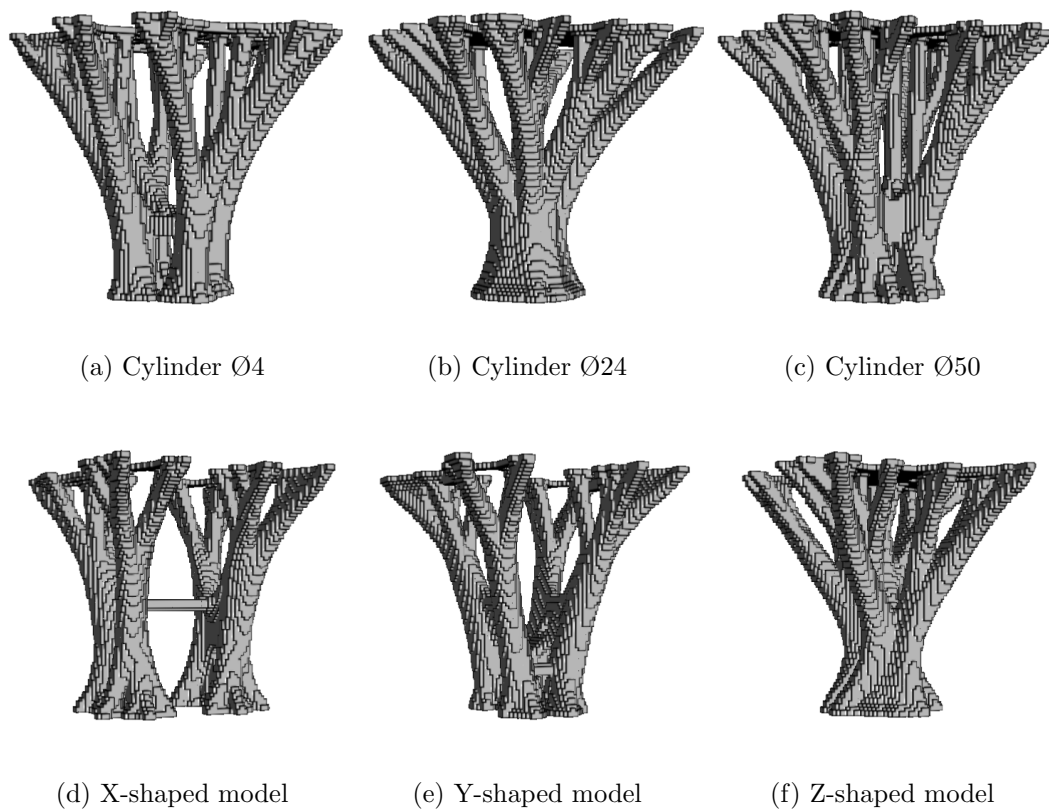 (a) Cylinder Ø4
(b) Cylinder Ø24
(c) Cylinder Ø50
(d) X-shaped model
(e) Y-shaped model
(f) Z-shaped model